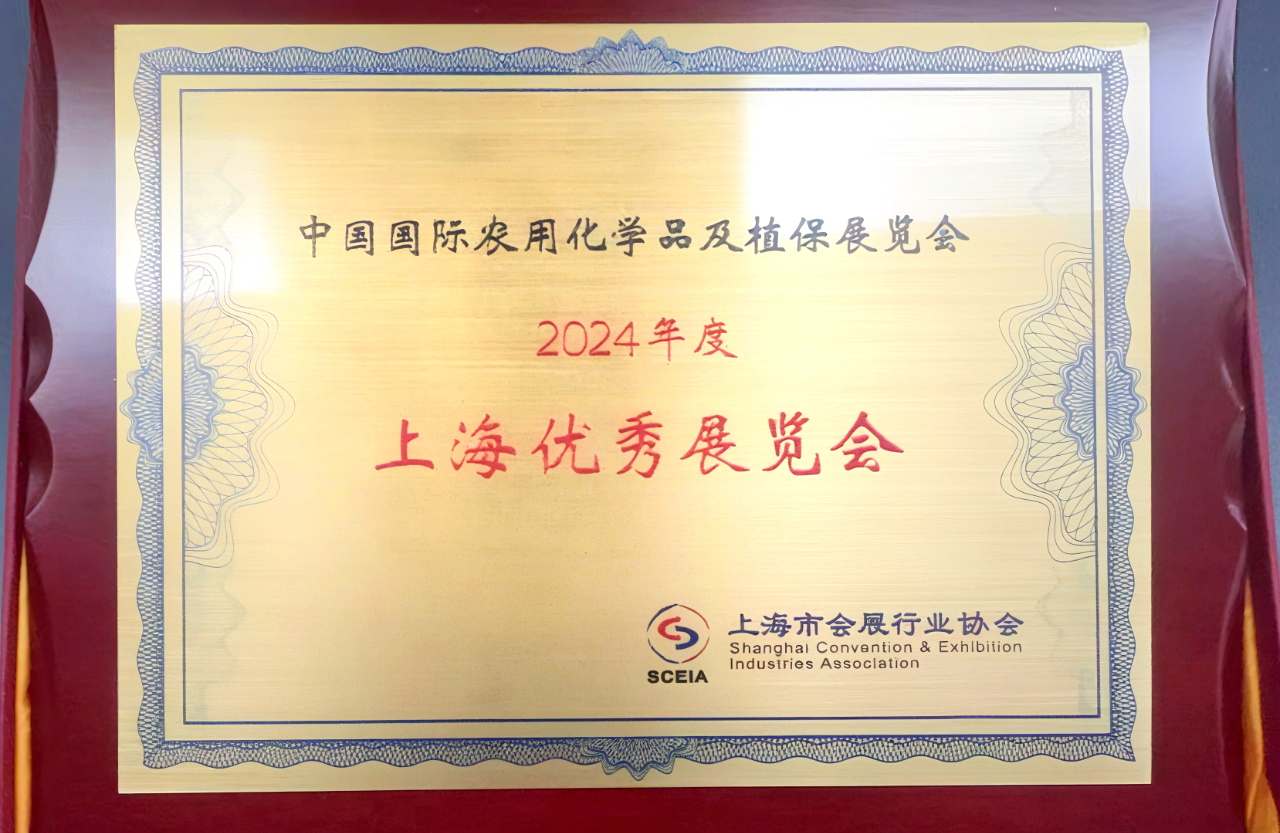 中国国际农用化学品及植保展览会
2024年度
上海优秀展览会
SCEIA
上海市会展行业协会
Shanghai Convention & Exhibition
Industries Association